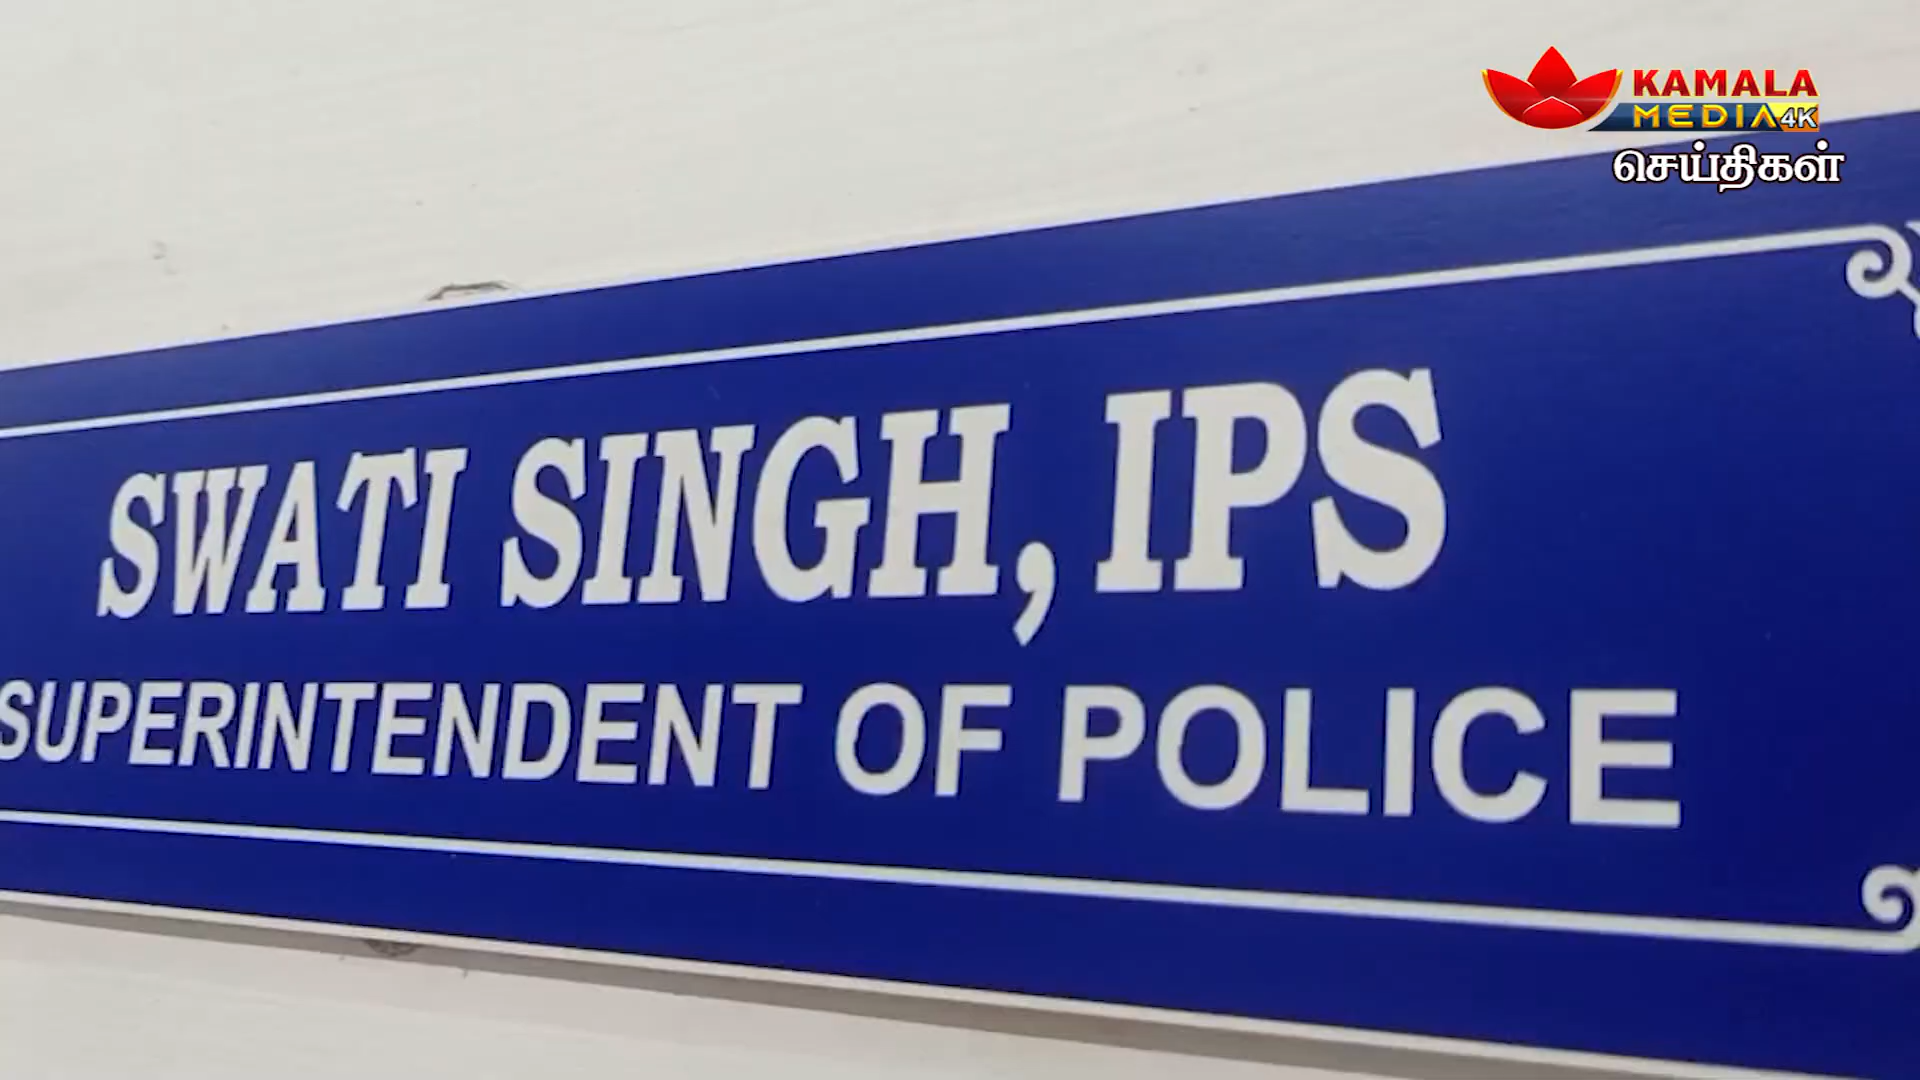 KAMALA
MEDIA 4K
செய்திகள்
SWATI SINGH, IPS
SUPERINTENDENT OF POLICE